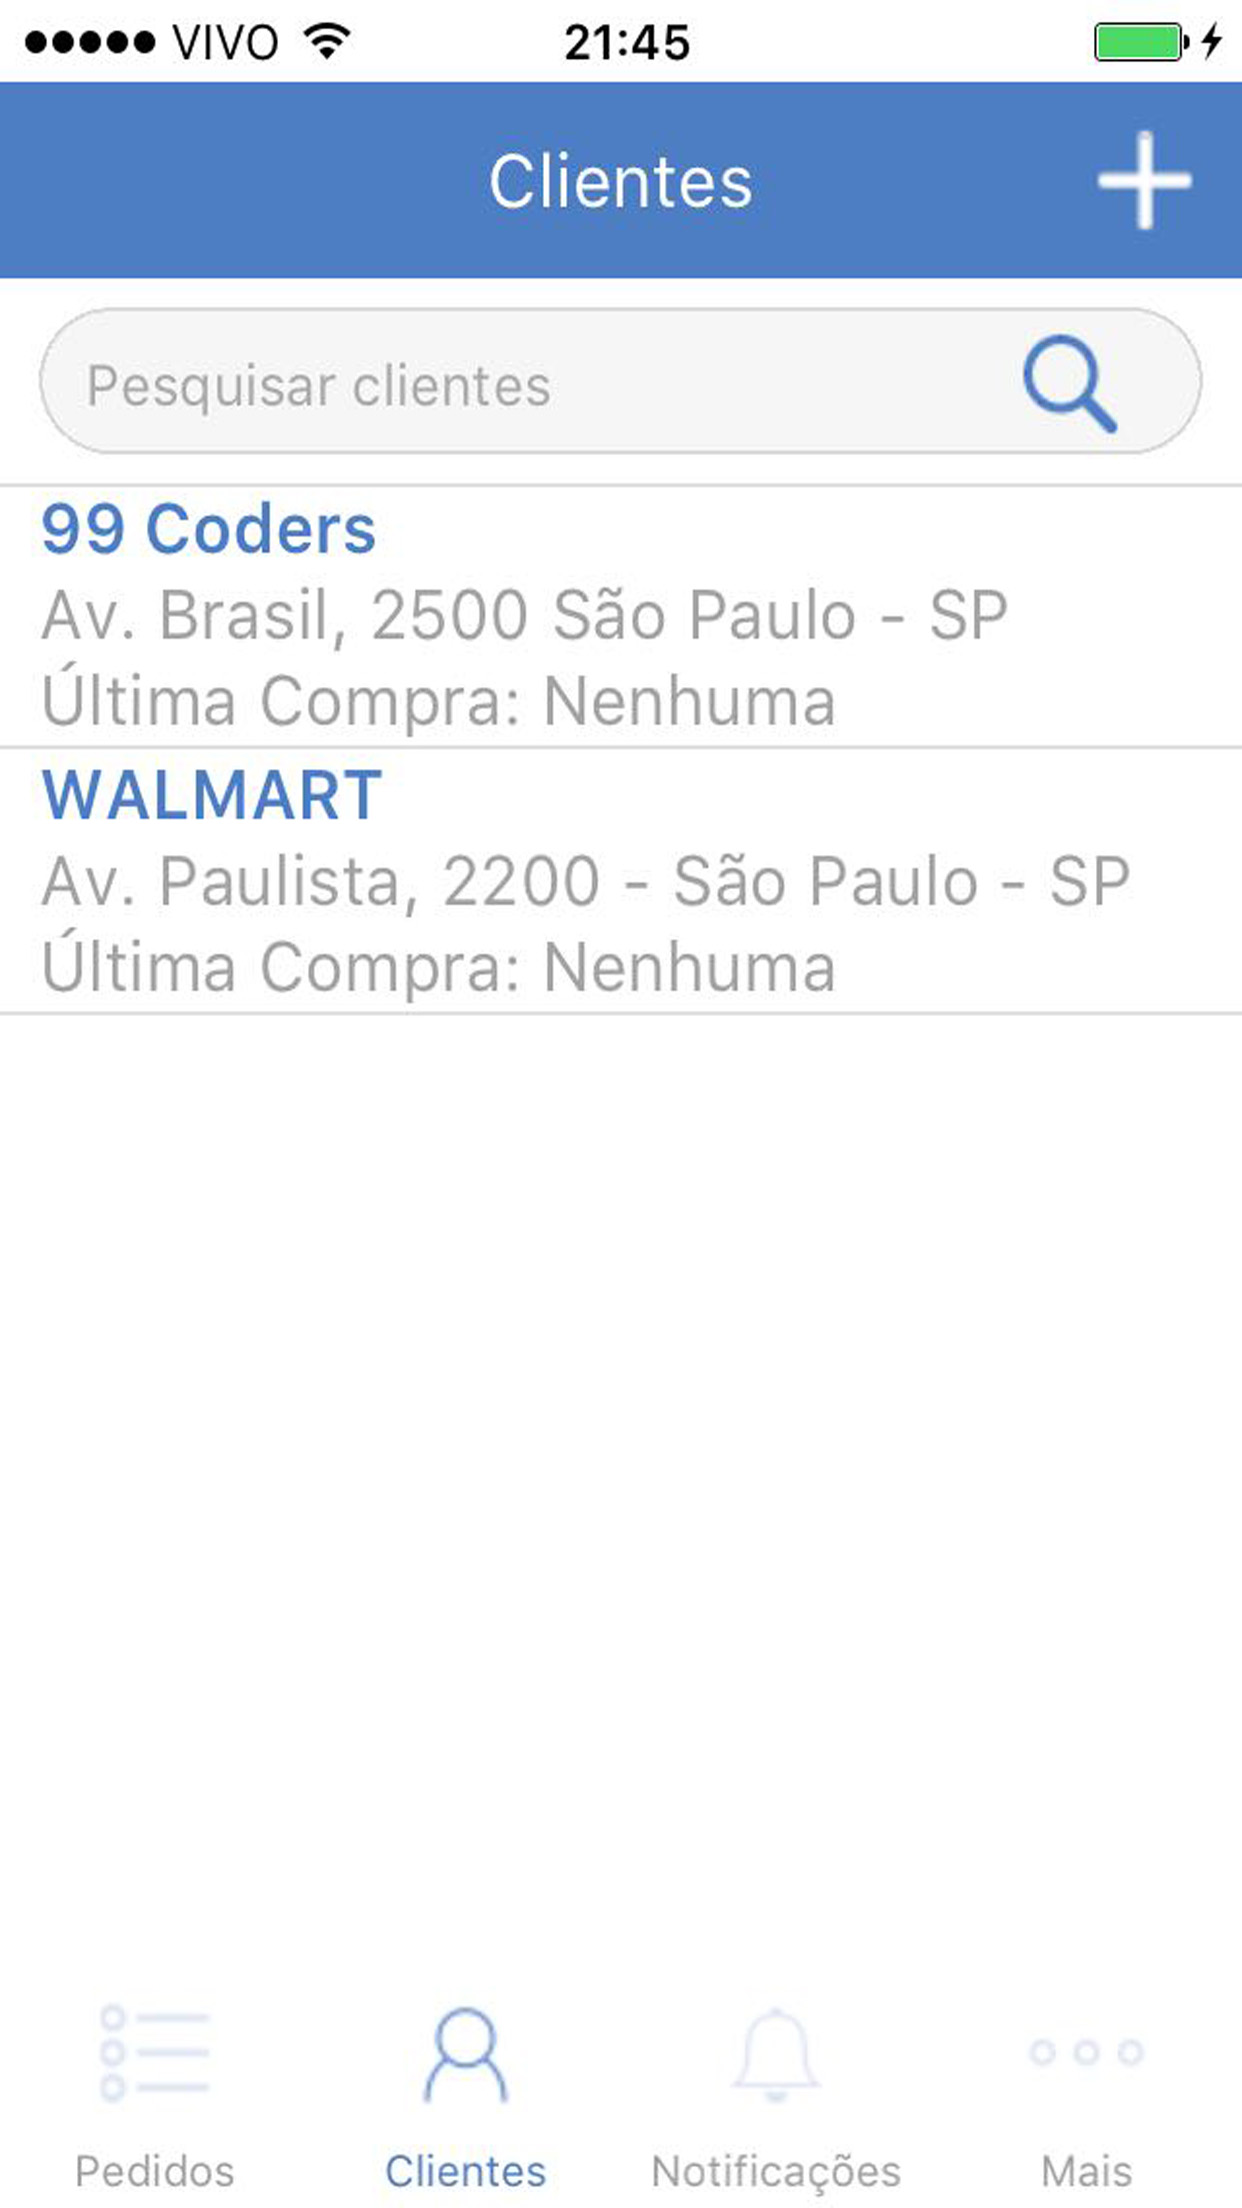 VIVO 21:45
Clientes
Pesquisar clientes
99 Coders
Av. Brasil, 2500 São Paulo - SP
Última Compra: Nenhuma
WALMART
Av. Paulista, 2200 - São Paulo - SP
Última Compra: Nenhuma
Pedidos Clientes Notificações Mais